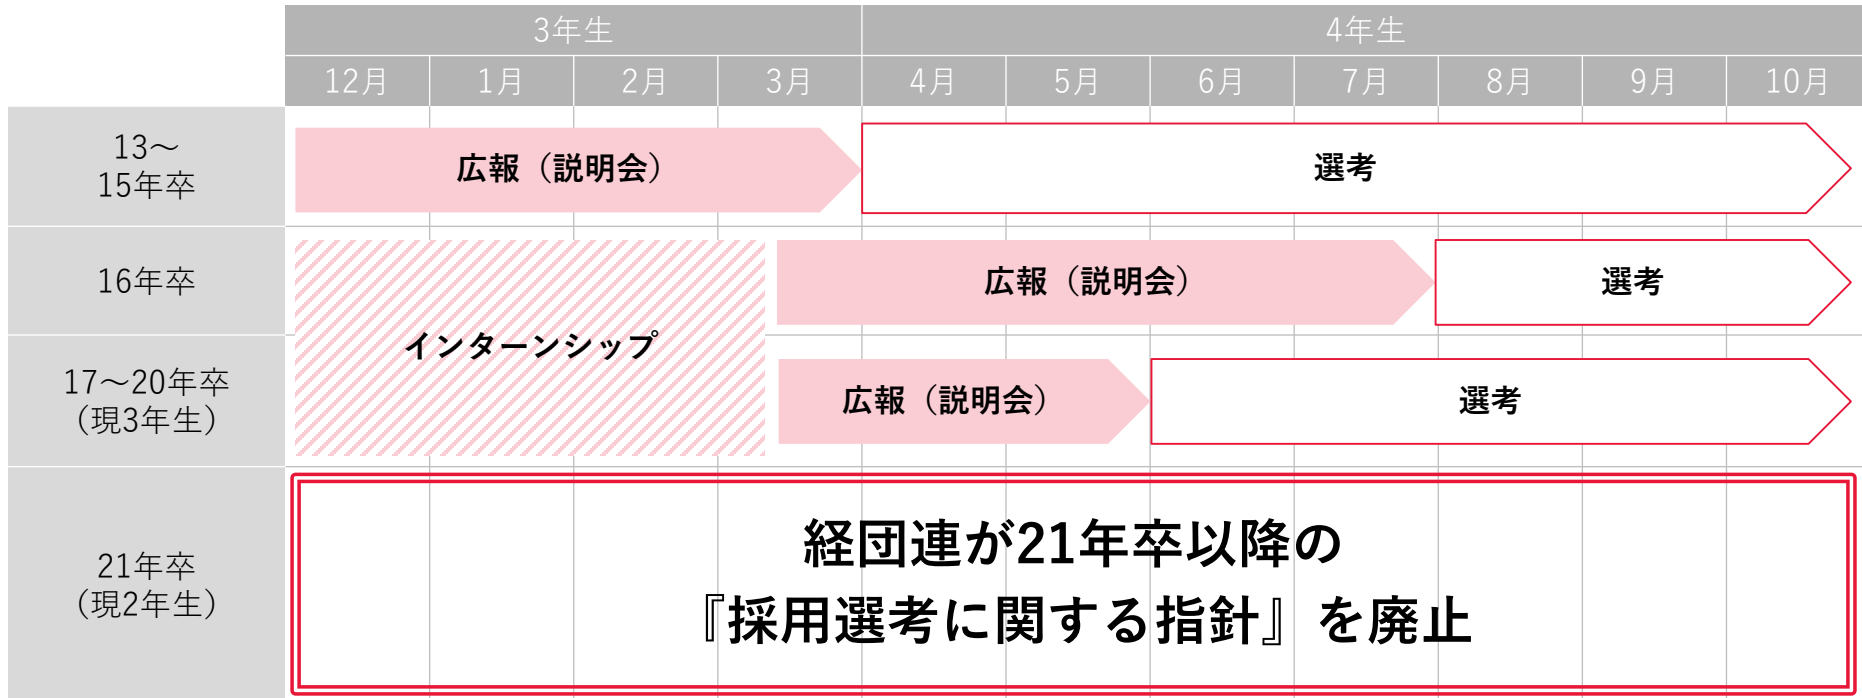 3年生
4年生
12月
1月
2月
3月
4月
5月
6月
7月
8月
9月
10月
13～
15年卒
広報（説明会）
選考
16年卒
広報（説明会）
選考
インターンシップ
17～20年卒
（現3年生）
広報（説明会）
選考
21年卒
（現2年生）
経団連が21年卒以降の
『採用選考に関する指針』を廃止